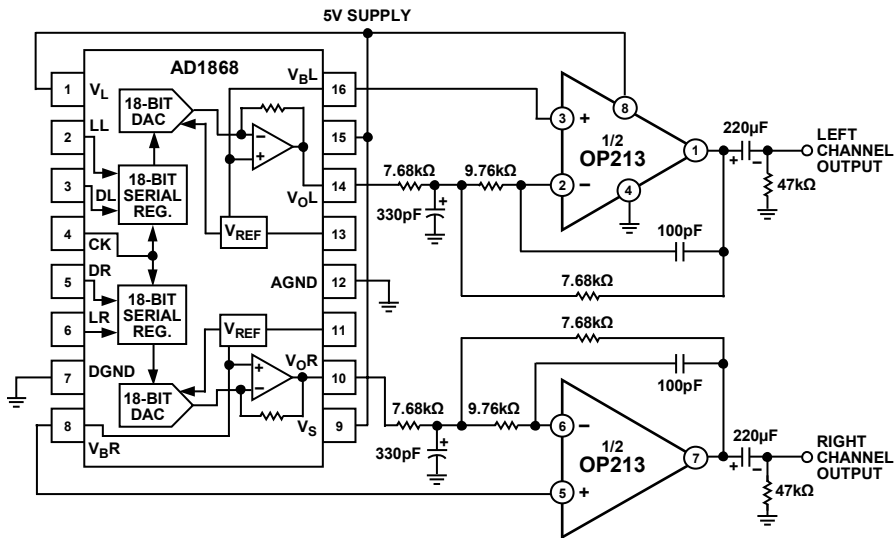 5V SUPPLY
AD1868
1
V_L
18-BIT
DAC
V_BL
16
2
LL
15
3
DL
18-BIT
SERIAL
REG.
V_OL
14
4
CK
V_REF
13
5
DR
AGND
12
6
LR
18-BIT
SERIAL
REG.
V_REF
11
7
DGND
V_OR
10
8
V_BR
18-BIT
DAC
V_S
9
−
+
+
−
7.68kΩ
9.76kΩ
330pF
+
3
+
2
−
8
1/2
OP213
1
4
100pF
7.68kΩ
220µF
+
−
47kΩ
LEFT
CHANNEL
OUTPUT
7.68kΩ
100pF
7.68kΩ
9.76kΩ
330pF
+
6
−
5
+
1/2
OP213
7
220µF
+
−
47kΩ
RIGHT
CHANNEL
OUTPUT